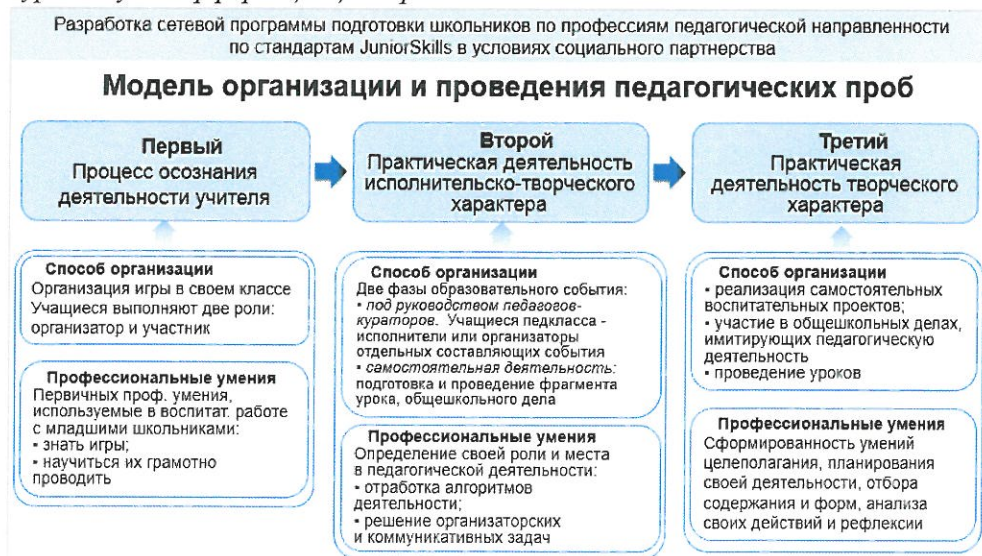 Разработка сетевой программы подготовки школьников по профессиям педагогической направленности
по стандартам JuniorSkills в условиях социального партнерства
Модель организации и проведения педагогических проб
Первый
Процесс осознания
деятельности учителя
Второй
Практическая деятельность
исполнительско-творческого
характера
Третий
Практическая
деятельность творческого
характера
Способ организации
Организация игры в своем классе
Учащиеся выполняют две роли:
организатор и участник
Профессиональные умения
Первичных проф. умения,
используемые в воспитат. работе
с младшими школьниками:
▪ знать игры;
▪ научиться их грамотно
проводить
Способ организации
Две фазы образовательного события:
▪ под руководством педагогов-
кураторов. Учащиеся педкласса -
исполнители или организаторы
отдельных составляющих события
▪ самостоятельная деятельность:
подготовка и проведение фрагмента
урока, общешкольного дела
Профессиональные умения
Определение своей роли и места
в педагогической деятельности:
▪ отработка алгоритмов
деятельности;
▪ решение организаторских
и коммуникативных задач
Способ организации
▪ реализация самостоятельных
воспитательных проектов;
▪ участие в общешкольных делах,
имитирующих педагогическую
деятельность
▪ проведение уроков
Профессиональные умения
Сформированность умений
целеполагания, планирования
своей деятельности, отбора
содержания и форм, анализа
своих действий и рефлексии